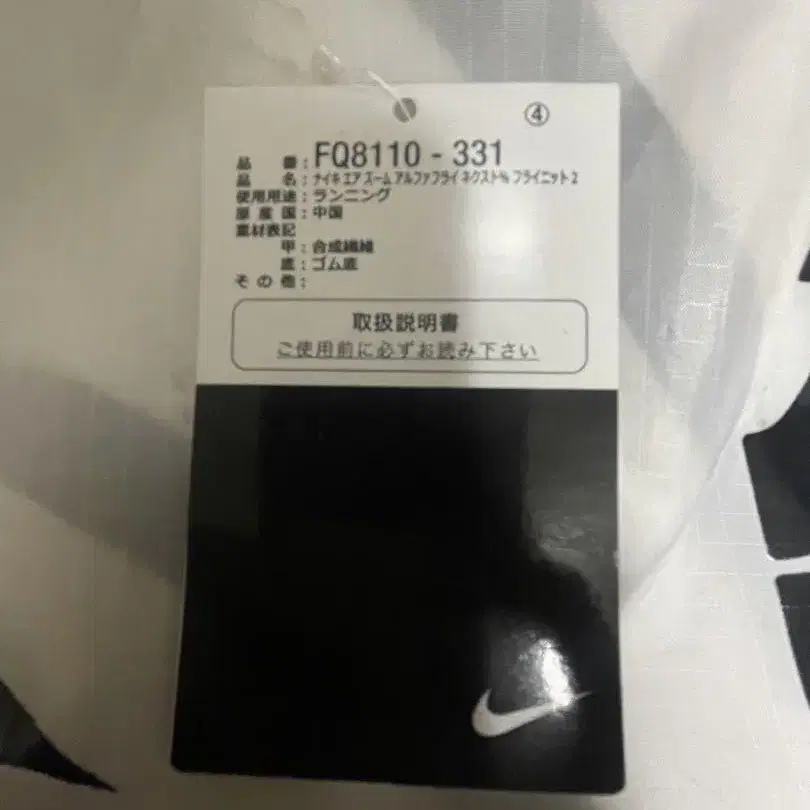 ④
品番：FQ8110 - 331
品名：ナイキ エア ズーム アルファフライ ネクスト% フライニット 2
使用用途：ランニング
原産国：中国
素材表記
甲：合成繊維
底：ゴム底
その他：
取扱説明書
ご使用前に必ずお読み下さい